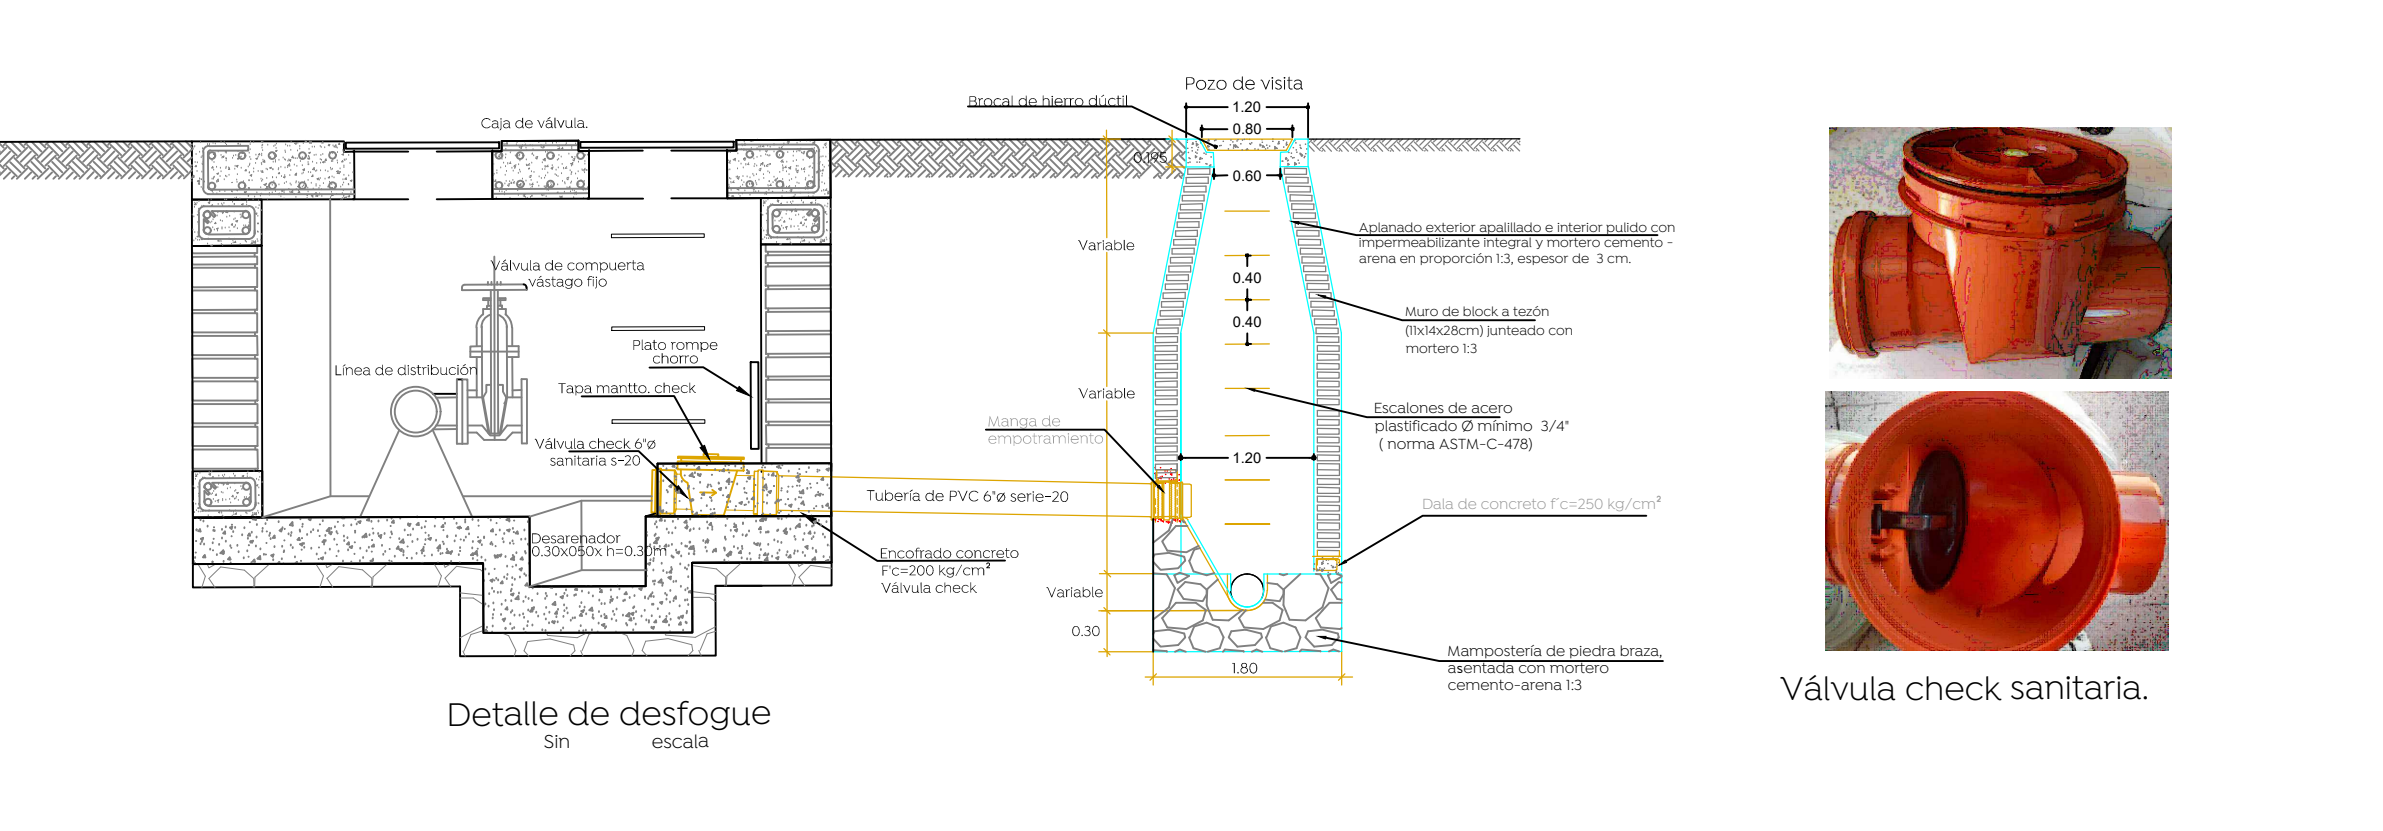 Pozo de visita
Brocal de hierro dúctil
1.20
Caja de válvula.
0.80
0.195
0.60
Aplanado exterior apalillado e interior pulido con
impermeabilizante integral y mortero cemento -
arena en proporción 1:3, espesor de 3 cm.
Variable
Válvula de compuerta
vástago fijo
0.40
Muro de block a tezón
(11x14x28cm) junteado con
mortero 1:3
0.40
Plato rompe
chorro
Línea de distribución
Tapa mantto. check
Variable
Escalones de acero
plastificado Ø mínimo 3/4"
( norma ASTM-C-478)
Manga de
empotramiento
Válvula check 6"ø
sanitaria s-20
1.20
Tubería de PVC 6"ø serie-20
Dala de concreto f´c=250 kg/cm²
Desarenador
0.30x050x h=0.30m
Encofrado concreto
F'c=200 kg/cm²
Válvula check
Variable
0.30
Mampostería de piedra braza,
asentada con mortero
cemento-arena 1:3
1.80
Válvula check sanitaria.
Detalle de desfogue
Sin escala